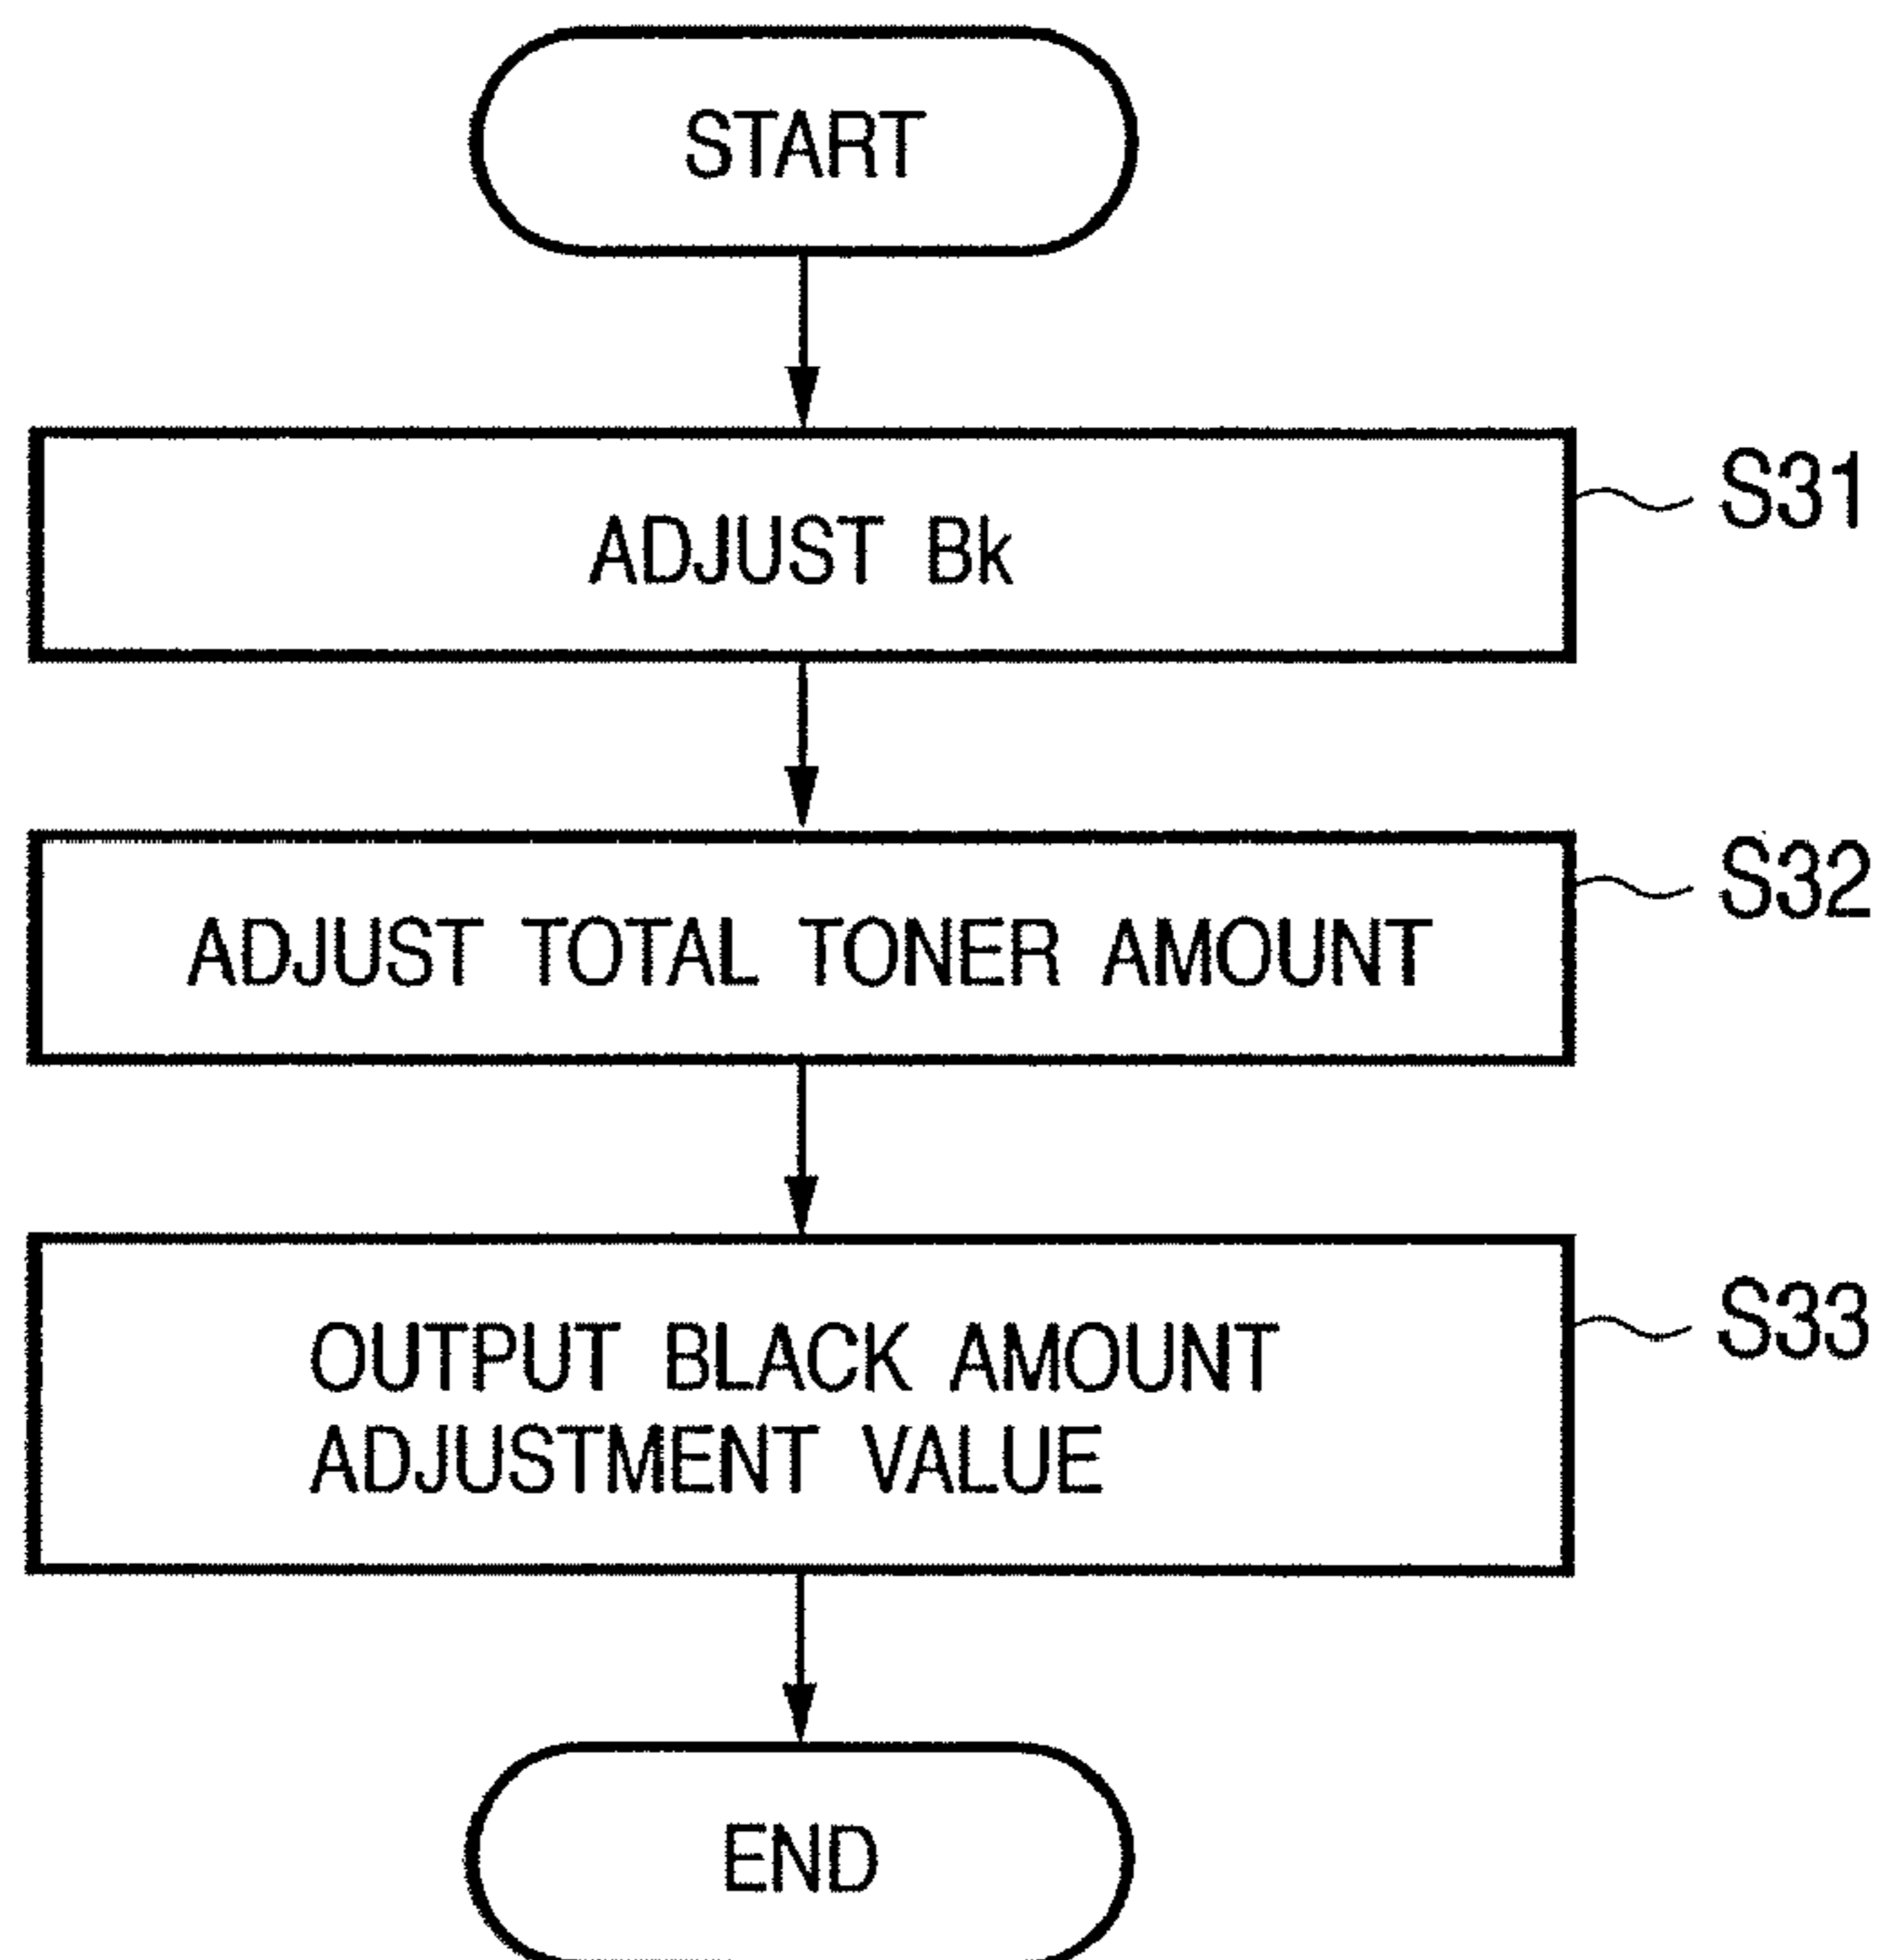 START
ADJUST Bk
S31
ADJUST TOTAL TONER AMOUNT
S32
OUTPUT BLACK AMOUNT
ADJUSTMENT VALUE
S33
END